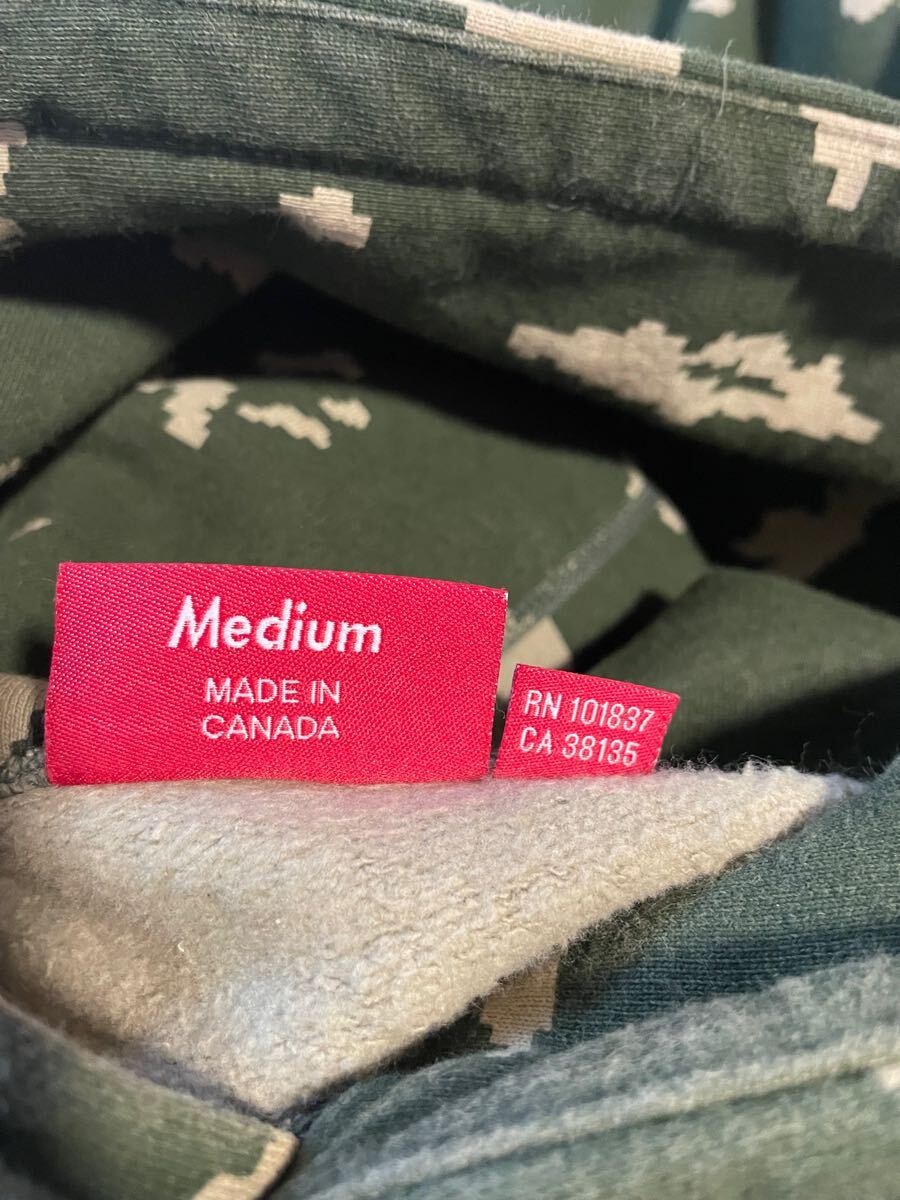 Medium
MADE IN
CANADA
RN 101837
CA 38135